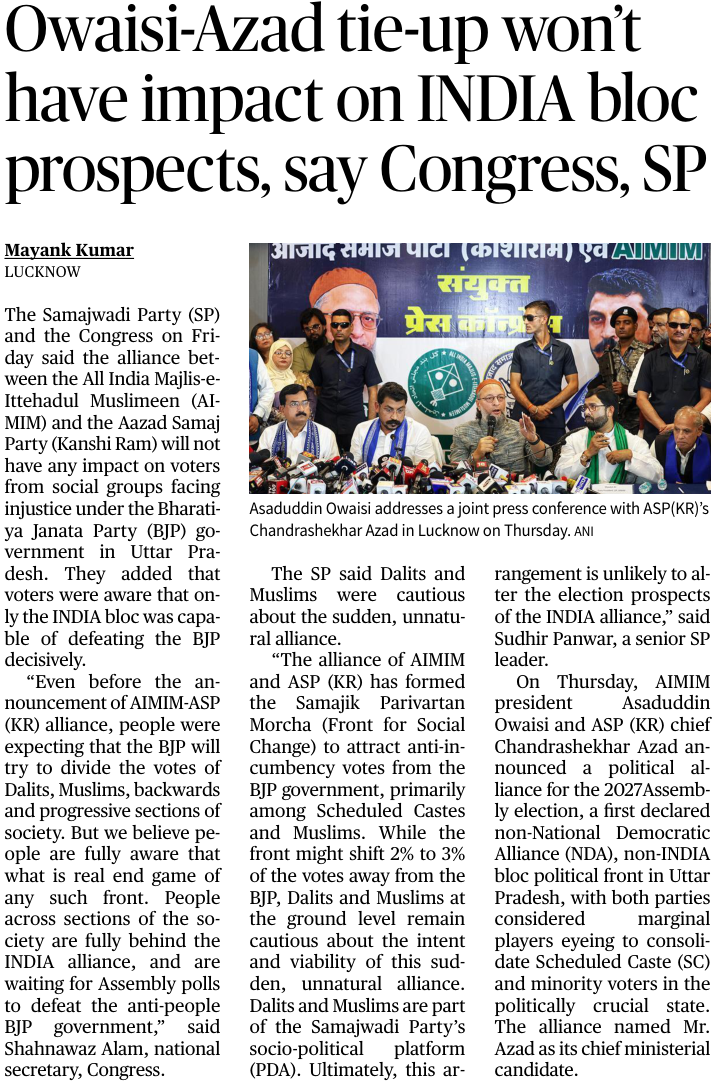 Owaisi-Azad tie-up won’t
have impact on INDIA bloc
prospects, say Congress, SP
Mayank Kumar
LUCKNOW
The Samajwadi Party (SP)
and the Congress on Fri-
day said the alliance bet-
ween the All India Majlis-e-
Ittehadul Muslimeen (AI-
MIM) and the Aazad Samaj
Party (Kanshi Ram) will not
have any impact on voters
from social groups facing
injustice under the Bharati-
ya Janata Party (BJP) go-
vernment in Uttar Pra-
desh. They added that
voters were aware that on-
ly the INDIA bloc was capa-
ble of defeating the BJP
decisively.
“Even before the an-
nouncement of AIMIM-ASP
(KR) alliance, people were
expecting that the BJP will
try to divide the votes of
Dalits, Muslims, backwards
and progressive sections of
society. But we believe pe-
ople are fully aware that
what is real end game of
any such front. People
across sections of the so-
ciety are fully behind the
INDIA alliance, and are
waiting for Assembly polls
to defeat the anti-people
BJP government,” said
Shahnawaz Alam, national
secretary, Congress.
आजाद समाज पार्टी (कांशीराम) एवं AIMIM
संयुक्त
प्रेस कॉन्फ्रेंस
Asaduddin Owaisi addresses a joint press conference with ASP(KR)’s
Chandrashekhar Azad in Lucknow on Thursday. ANI
The SP said Dalits and
Muslims were cautious
about the sudden, unnatu-
ral alliance.
“The alliance of AIMIM
and ASP (KR) has formed
the Samajik Parivartan
Morcha (Front for Social
Change) to attract anti-in-
cumbency votes from the
BJP government, primarily
among Scheduled Castes
and Muslims. While the
front might shift 2% to 3%
of the votes away from the
BJP, Dalits and Muslims at
the ground level remain
cautious about the intent
and viability of this sud-
den, unnatural alliance.
Dalits and Muslims are part
of the Samajwadi Party’s
socio-political platform
(PDA). Ultimately, this ar-
rangement is unlikely to al-
ter the election prospects
of the INDIA alliance,” said
Sudhir Panwar, a senior SP
leader.
On Thursday, AIMIM
president Asaduddin
Owaisi and ASP (KR) chief
Chandrashekhar Azad an-
nounced a political al-
liance for the 2027Assemb-
ly election, a first declared
non-National Democratic
Alliance (NDA), non-INDIA
bloc political front in Uttar
Pradesh, with both parties
considered marginal
players eyeing to consoli-
date Scheduled Caste (SC)
and minority voters in the
politically crucial state.
The alliance named Mr.
Azad as its chief ministerial
candidate.